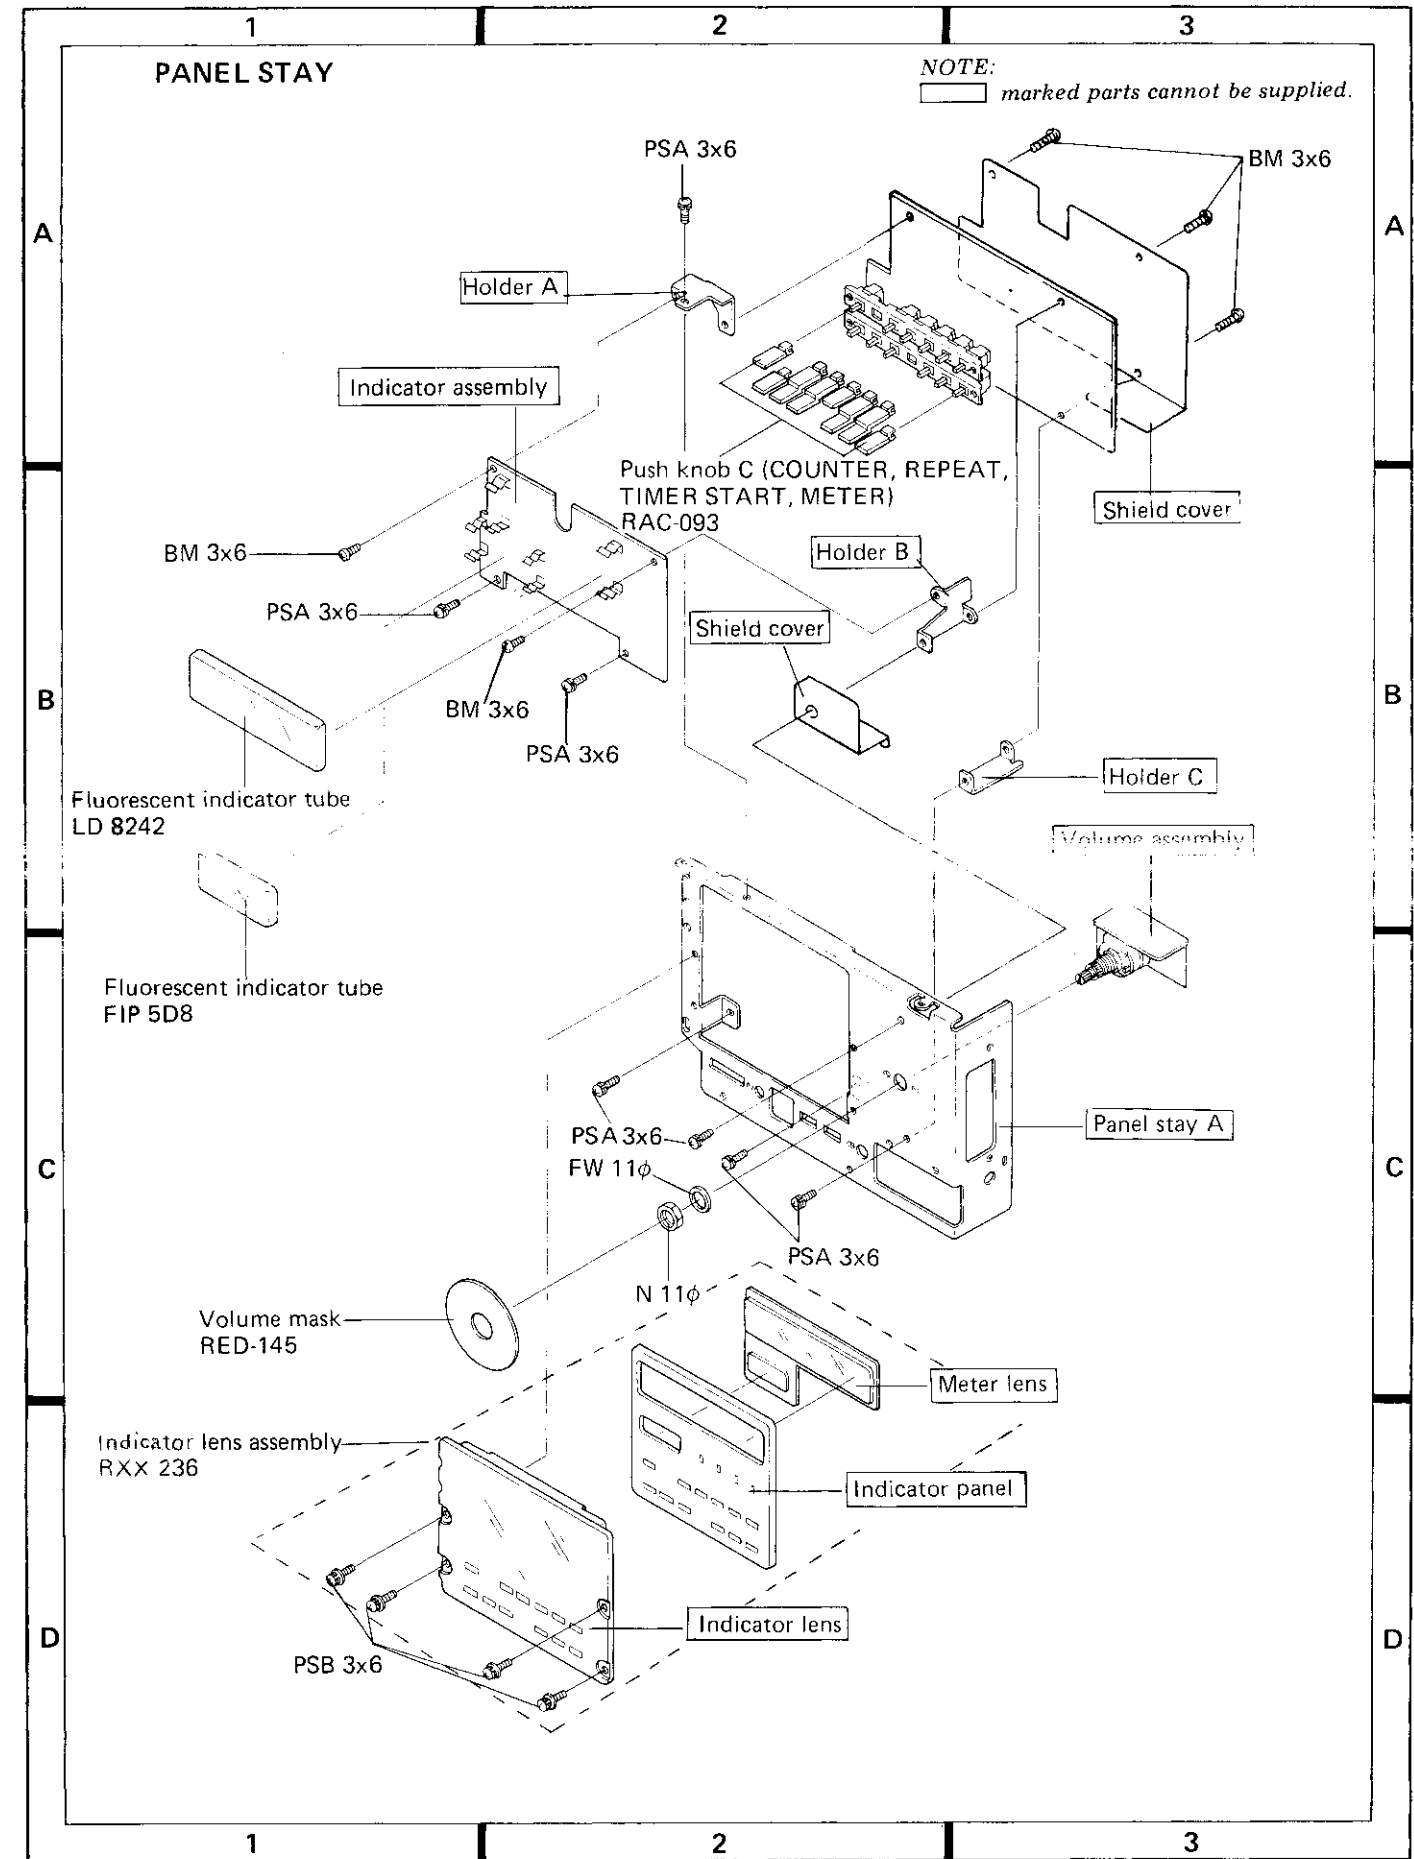 1 2 3
PANEL STAY
NOTE:
marked parts cannot be supplied.
PSA 3x6
BM 3x6
A
A
Holder A
Indicator assembly
Push knob C (COUNTER, REPEAT,
TIMER START, METER)
RAC-093
Shield cover
BM 3x6
Holder B
PSA 3x6
Shield cover
B
B
BM 3x6
PSA 3x6
Holder C
Fluorescent indicator tube
LD 8242
Volume assembly
Fluorescent indicator tube
FIP 5D8
Panel stay A
PSA 3x6
C
C
FW 11φ
PSA 3x6
N 11φ
Volume mask
RED-145
Meter lens
Indicator lens assembly
RXX 236
Indicator panel
Indicator lens
D
D
PSB 3x6
1 2 3